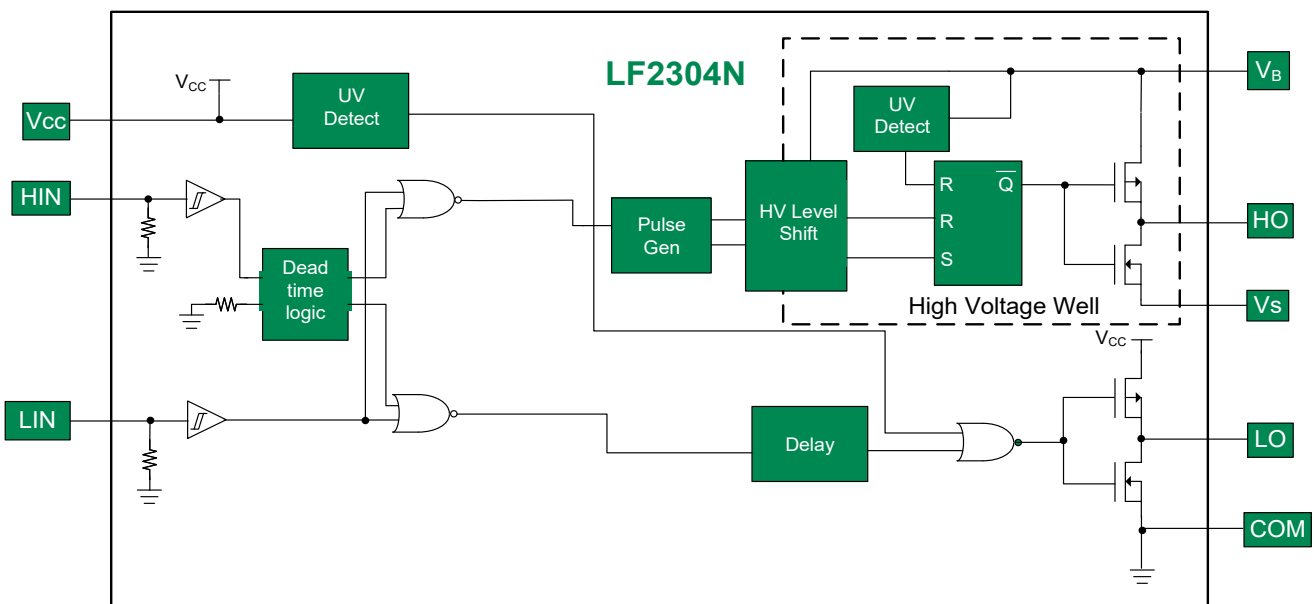 LF2304N
VCC
UV
Detect
VB
Vcc
UV
Detect
HIN
R
Q
HV Level
Shift
R
Pulse
Gen
HO
S
Dead
time
logic
High Voltage Well
Vs
VCC
LIN
Delay
LO
COM